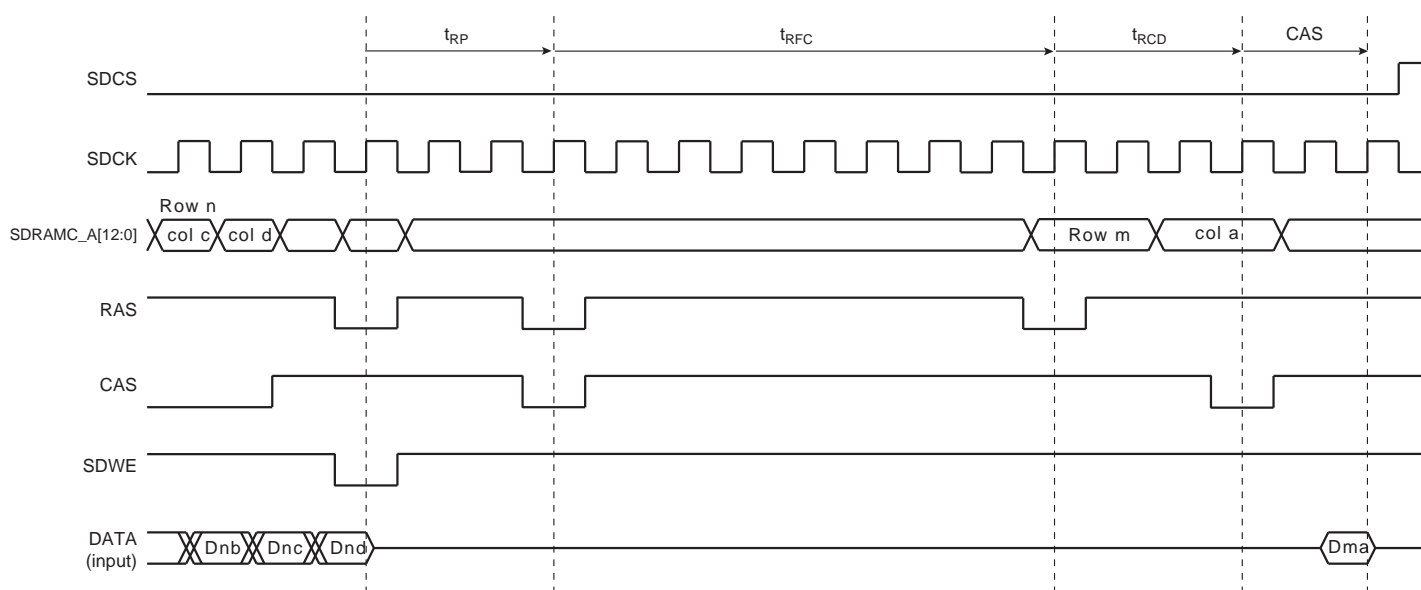 tRP tRFC tRCD CAS
SDCS
SDCK
Row n
SDRAMC_A[12:0] col c col d Row m col a
RAS
CAS
SDWE
DATA
(input) Dnb Dnc Dnd Dma